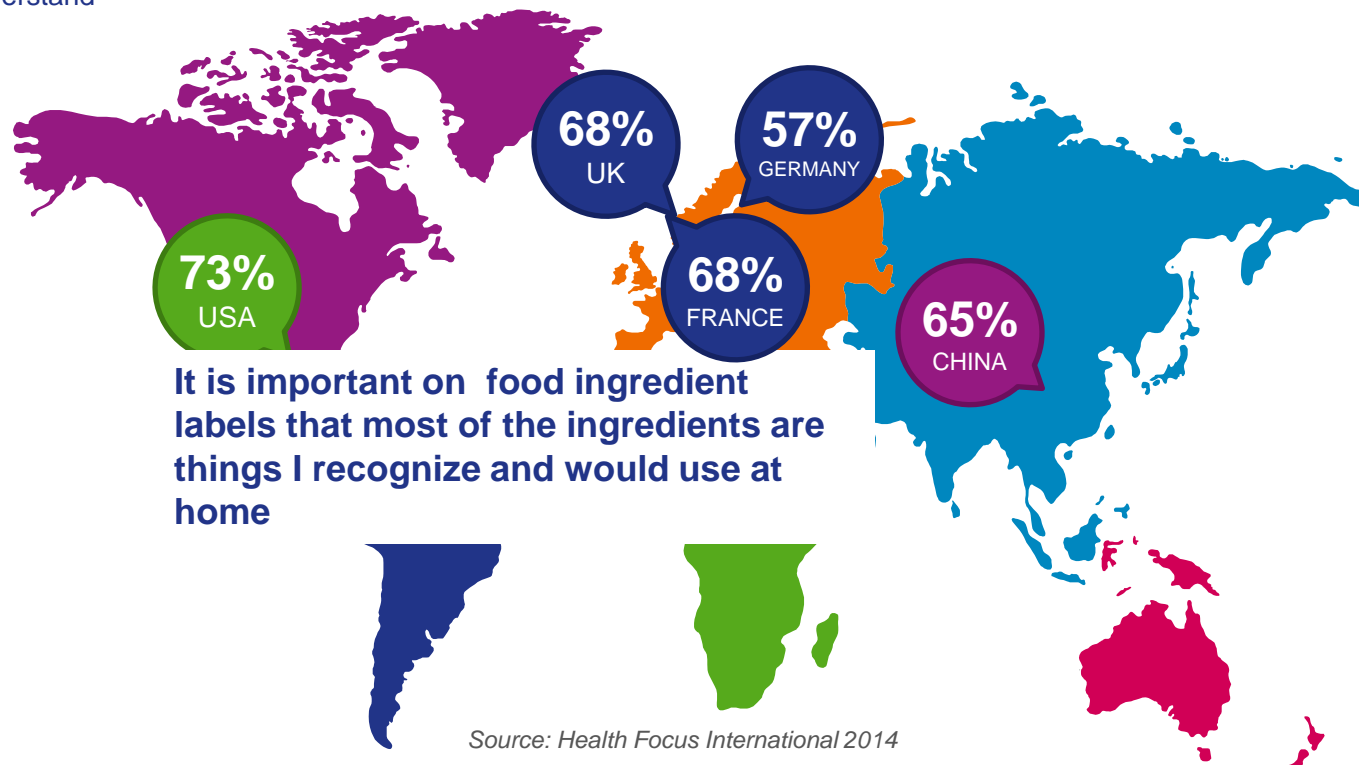 erstand
68%
UK
57%
GERMANY
73%
USA
68%
FRANCE
65%
CHINA
It is important on  food ingredient
labels that most of the ingredients are
things I recognize and would use at
home
Source: Health Focus International 2014